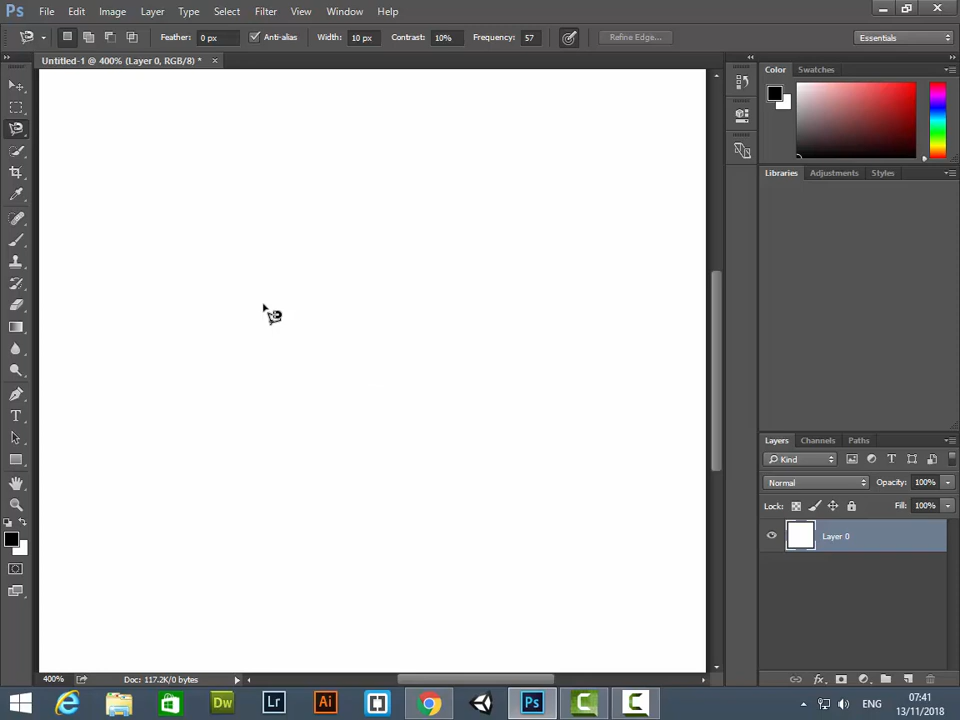 Ps File Edit Image Layer Type Select Filter View Window Help
Feather: 0 px Anti-alias Width: 10 px Contrast: 10% Frequency: 57 Refine Edge... Essentials
Untitled-1 @ 400% (Layer 0, RGB/8) *
Color Swatches
Libraries Adjustments Styles
Layers Channels Paths
Kind
Normal Opacity: 100%
Lock: Fill: 100%
Layer 0
400% Doc: 117.2K/0 bytes
Dw Lr Ai Ps 07:41
ENG
13/11/2018